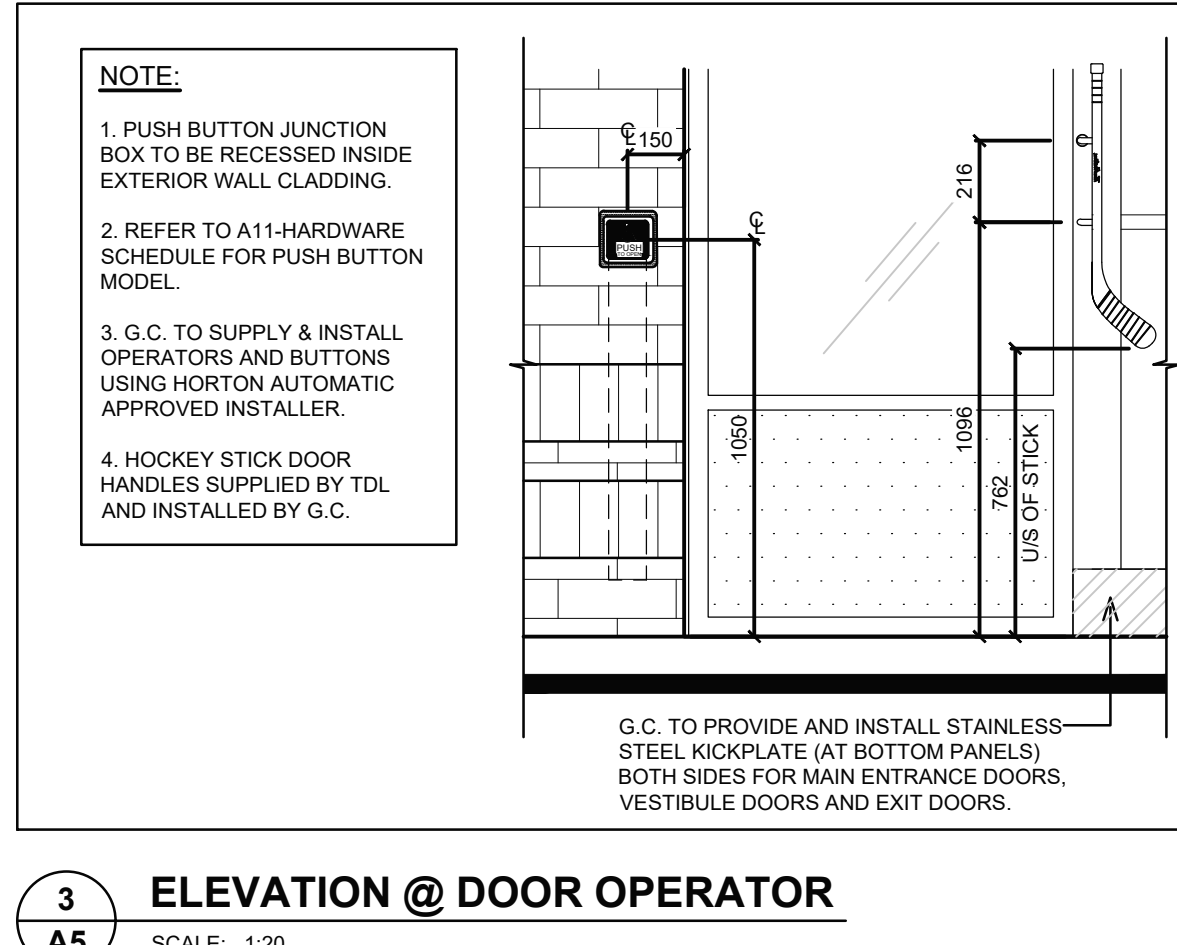 NOTE:
1. PUSH BUTTON JUNCTION
BOX TO BE RECESSED INSIDE
EXTERIOR WALL CLADDING.
2. REFER TO A11-HARDWARE
SCHEDULE FOR PUSH BUTTON
MODEL.
3. G.C. TO SUPPLY & INSTALL
OPERATORS AND BUTTONS
USING HORTON AUTOMATIC
APPROVED INSTALLER.
4. HOCKEY STICK DOOR
HANDLES SUPPLIED BY TDL
AND INSTALLED BY G.C.
℄ 150
PUSH
TO OPEN
℄
1050
216
1096
762
U/S OF STICK
G.C. TO PROVIDE AND INSTALL STAINLESS
STEEL KICKPLATE (AT BOTTOM PANELS)
BOTH SIDES FOR MAIN ENTRANCE DOORS,
VESTIBULE DOORS AND EXIT DOORS.
3
A5
ELEVATION @ DOOR OPERATOR
SCALE: 1:20